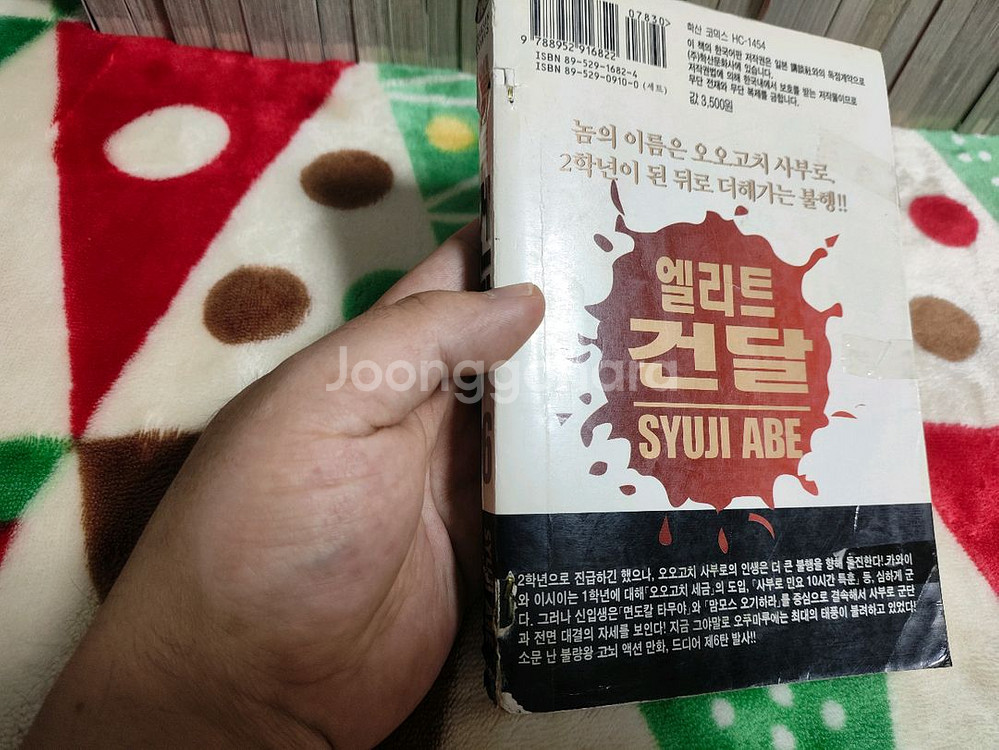 07830>
9 788952 916822
ISBN 89-529-1682-4
ISBN 89-529-0910-0 (세트)
학산 코믹스 HC-1454
이 책의 한국어판 저작권은 일본 講談社와의 독점계약으로
(주)학산문화사에 있습니다.
저작권법에 의해 한국내에서 보호를 받는 저작물이므로
무단 전재와 무단 복제를 금합니다.
값 3,500원
놈의 이름은 오오고치 사부로,
2학년이 된 뒤로 더해가는 불행!!
엘리트
건달
SYUJI ABE
Joonggonara
6
2학년으로 진급하긴 했으나, 오오고치 사부로의 인생은 더 큰 불행을 향해 돌진한다! 카와이
와 이시이는 1학년에 대해 「오오고치 세금」의 도입, 「사부로 민요 10시간 특훈」 등, 심하게 군
다. 그러나 신입생은 「면도칼 타무야」와 「맘모스 오기하라」를 중심으로 결속해서 사부로 군단
과 전면 대결의 자세를 보인다! 지금 그야말로 오푸마루에는 최대의 태풍이 불려하고 있었다!
소문 난 불량왕 고뇌 액션 만화, 드디어 제6탄 발사!!